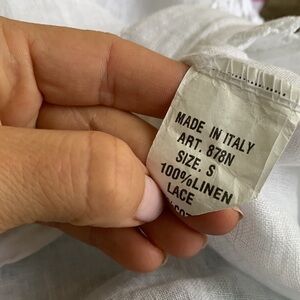 MADE IN ITALY
ART. 878N
SIZE. S
100%LINEN
LACE